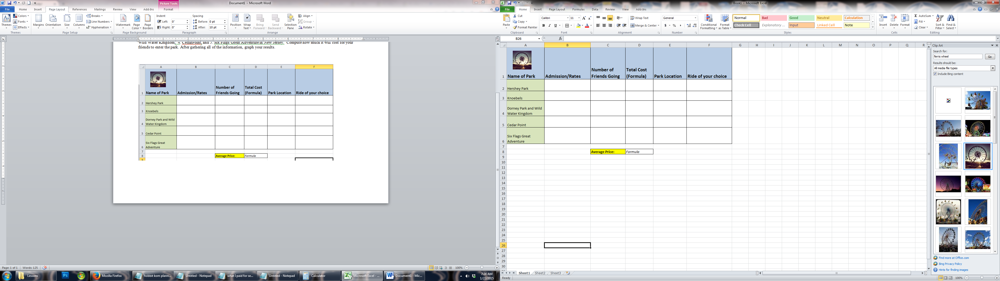 Document1 - Microsoft Word
Picture Tools
File Home Insert Page Layout References Mailings Review View Add-Ins Format
Themes
Colors
Fonts
Effects
Themes
Margins Orientation Size Columns
Breaks
Line Numbers
Hyphenation
Page Setup
Watermark Page Color Page Borders
Page Background
Indent
Left: 0"
Right: 0"
Spacing
Before: 0 pt
After: 10 pt
Paragraph
Position Wrap Text Bring Forward Send Backward Selection Pane
Align
Group
Rotate
Arrange
Wild Water Kingdom, 4. CedarPoint, and 5. Six Flags Great Adventure in New Jersey. Compute how much it will cost for your
friends to enter the park. After gathering all of the information, graph your results.
A B C D E F
1 Name of Park Admission/Rates Number of Friends Going Total Cost (Formula) Park Location Ride of your choice
2 Hershey Park
3 Knoebels
4 Dorney Park and Wild Water Kingdom
5 Cedar Point
6 Six Flags Great Adventure
7
8 Average Price: Formula
9
Page: 1 of 1 Words: 125
100%
Book1 - Microsoft Excel
File Home Insert Page Layout Formulas Data Review View Add-Ins
Paste
Cut
Copy
Format Painter
Clipboard
Calibri 11
B I U
Font
Wrap Text
Merge & Center
Alignment
General
$ % ,
Number
Conditional Formatting Format as Table
Normal Bad Good Neutral Calculation
Check Cell Explanatory ... Input Linked Cell Note
Styles
Insert Delete Format
Cells
AutoSum
Fill
Clear
Sort & Filter Find & Select
Editing
B26 fx
A B C D E F G H I J K L M N O P Q R
1 Name of Park Admission/Rates Number of Friends Going Total Cost (Formula) Park Location Ride of your choice
2 Hershey Park
3 Knoebels
4 Dorney Park and Wild Water Kingdom
5 Cedar Point
6 Six Flags Great Adventure
7
8 Average Price: Formula
9
10
11
12
13
14
15
16
17
18
19
20
21
22
23
24
25
26
27
28
29
30
Sheet1 Sheet2 Sheet3
Ready
100%
Clip Art
Search for:
ferris wheel Go
Results should be:
All media file types
Include Bing content
Find more at Office.com
Bing Privacy Policy
Hints for finding images
Lessons
Ps
Mozilla Firefox
hobbit kom plann...
Untitled - Notepad
what I paid for se...
Untitled - Notepad
Calculator
Microsoft Excel - ...
Document1 - Mic...
7:24 AM
1/22/2015